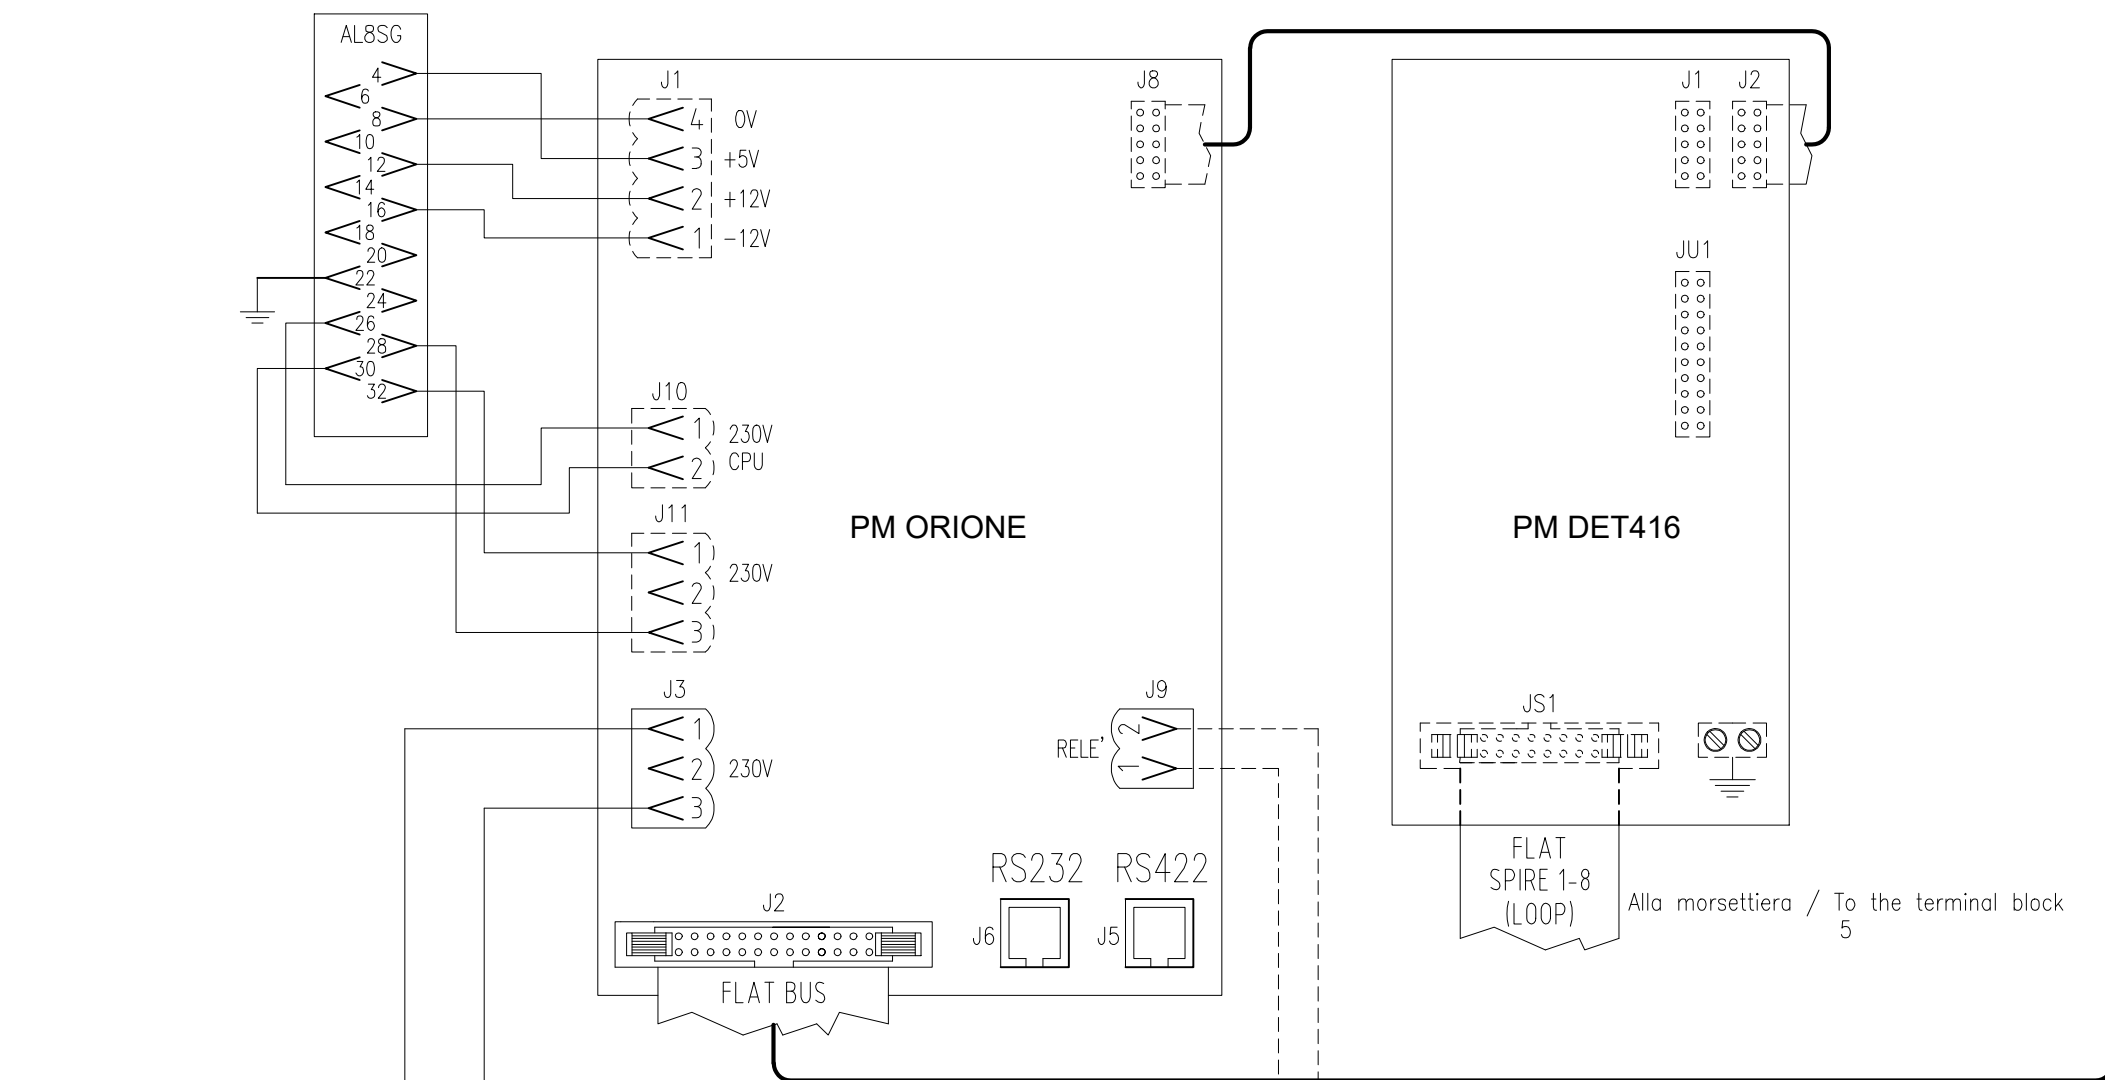 AL8SG
4
6
8
10
12
14
16
18
20
22
24
26
28
30
32
J1
4 0V
3 +5V
2 +12V
1 -12V
J10
1 230V
2 CPU
J11
1
2 230V
3
J3
1
2 230V
3
J8
PM ORIONE
J9
2
RELE'
1
RS232 RS422
J6 J5
J2
FLAT BUS
J1 J2
JU1
PM DET416
JS1
FLAT
SPIRE 1-8
(LOOP)
Alla morsettiera / To the terminal block
5